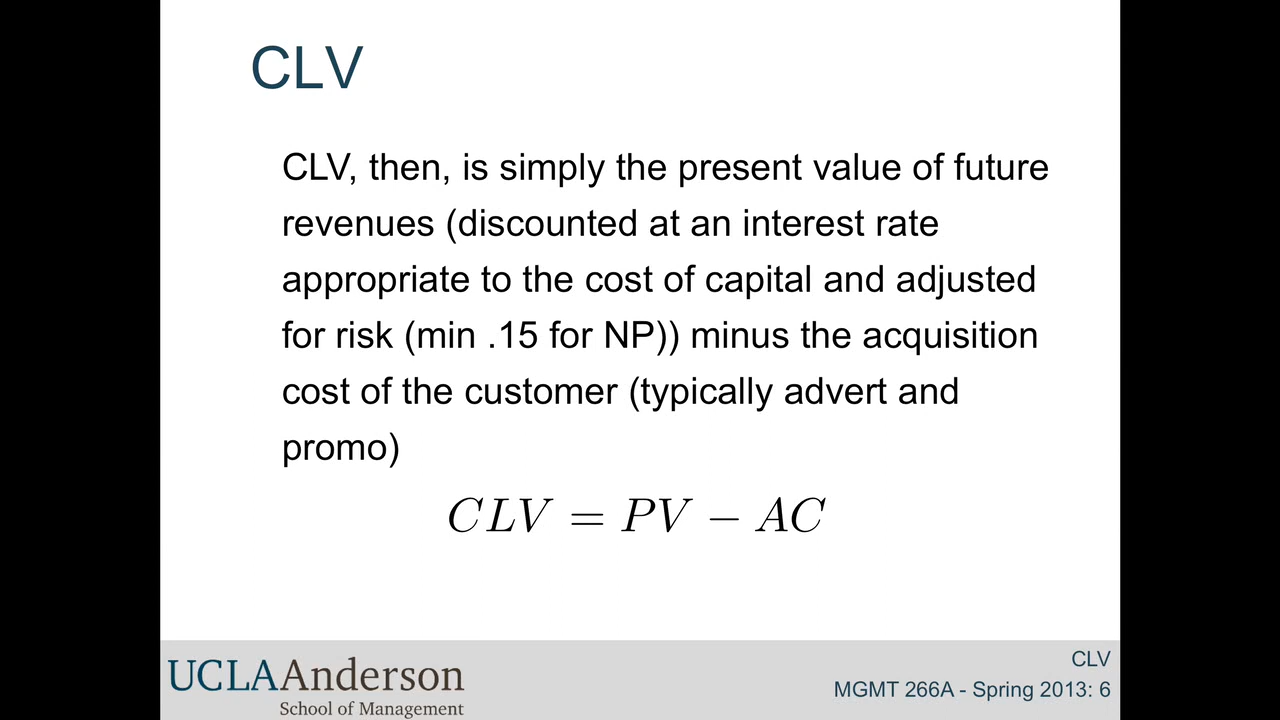 CLV
CLV, then, is simply the present value of future
revenues (discounted at an interest rate
appropriate to the cost of capital and adjusted
for risk (min .15 for NP)) minus the acquisition
cost of the customer (typically advert and
promo)
CLV = PV − AC
UCLAAnderson
School of Management
CLV
MGMT 266A - Spring 2013: 6